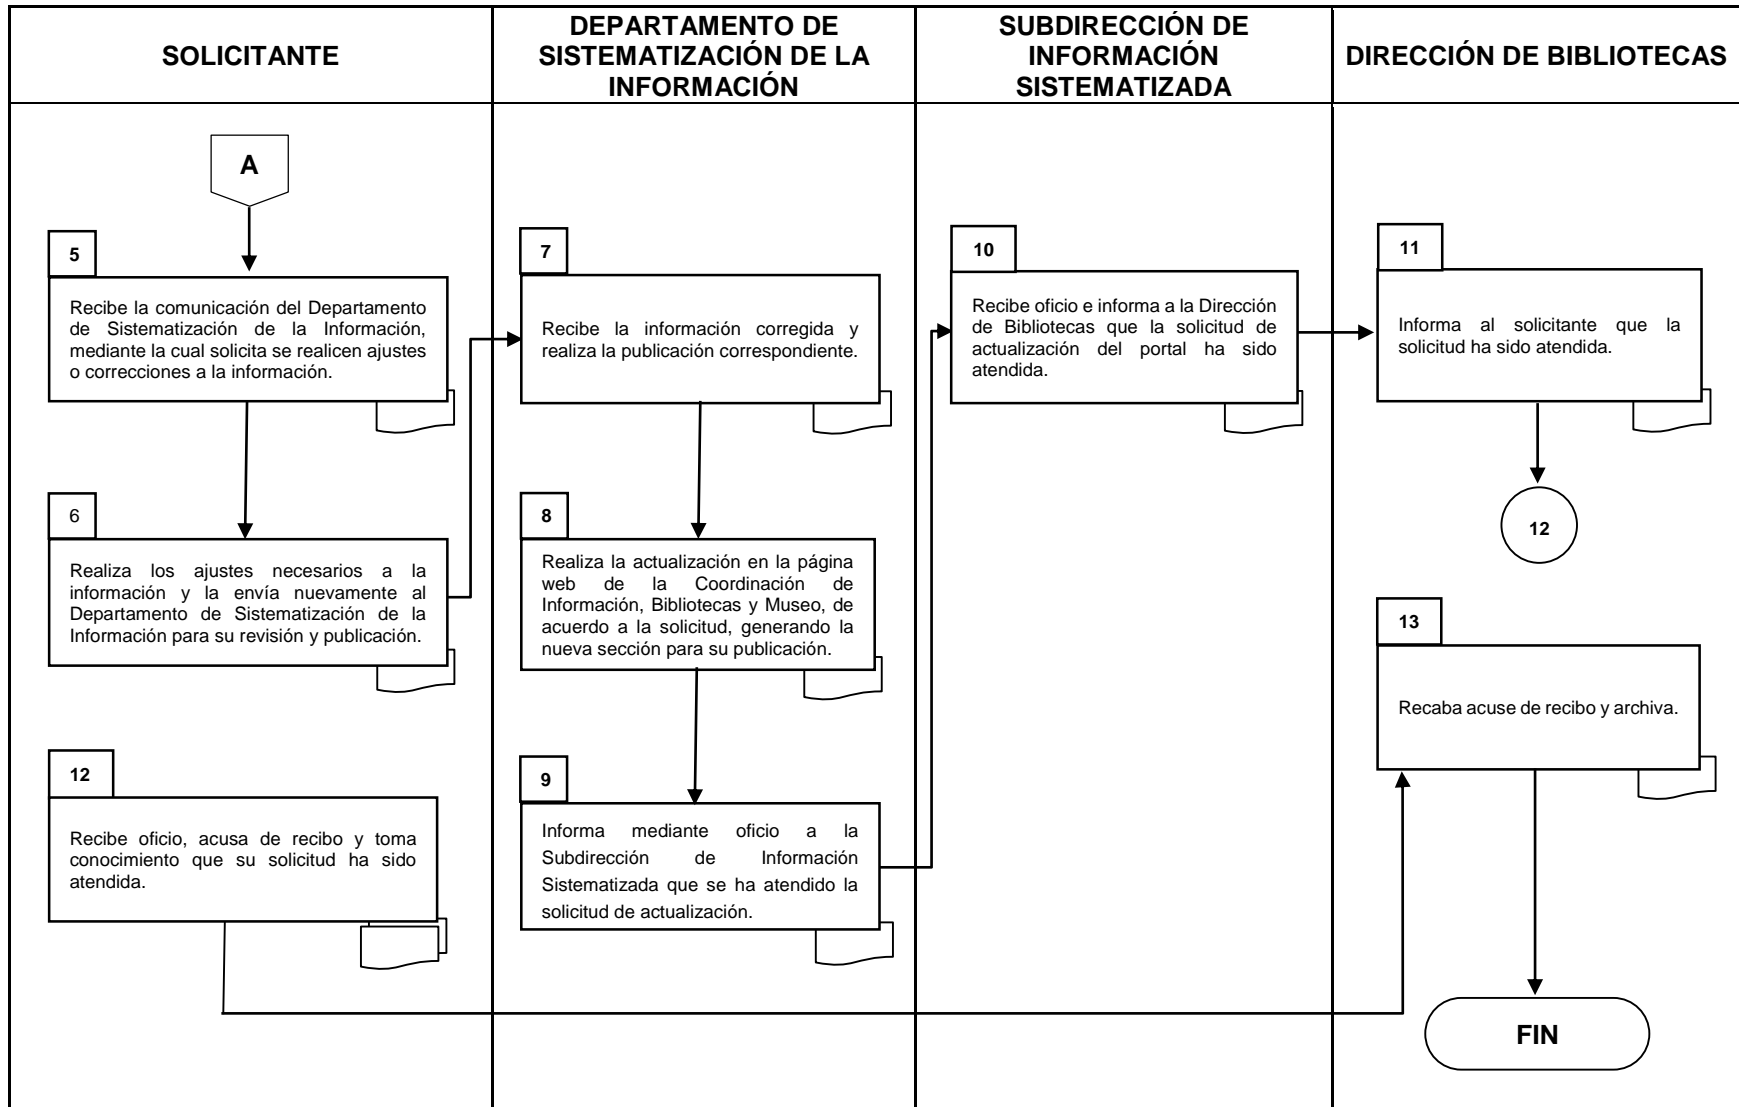 SOLICITANTE
DEPARTAMENTO DE
SISTEMATIZACIÓN DE LA
INFORMACIÓN
SUBDIRECCIÓN DE
INFORMACIÓN
SISTEMATIZADA
DIRECCIÓN DE BIBLIOTECAS
A
5
Recibe la comunicación del Departamento
de Sistematización de la Información,
mediante la cual solicita se realicen ajustes
o correcciones a la información.
6
Realiza los ajustes necesarios a la
información y la envía nuevamente al
Departamento de Sistematización de la
Información para su revisión y publicación.
12
Recibe oficio, acusa de recibo y toma
conocimiento que su solicitud ha sido
atendida.
7
Recibe la información corregida y
realiza la publicación correspondiente.
8
Realiza la actualización en la página
web de la Coordinación de
Información, Bibliotecas y Museo, de
acuerdo a la solicitud, generando la
nueva sección para su publicación.
9
Informa mediante oficio a la
Subdirección de Información
Sistematizada que se ha atendido la
solicitud de actualización.
10
Recibe oficio e informa a la Dirección
de Bibliotecas que la solicitud de
actualización del portal ha sido
atendida.
11
Informa al solicitante que la
solicitud ha sido atendida.
12
13
Recaba acuse de recibo y archiva.
FIN